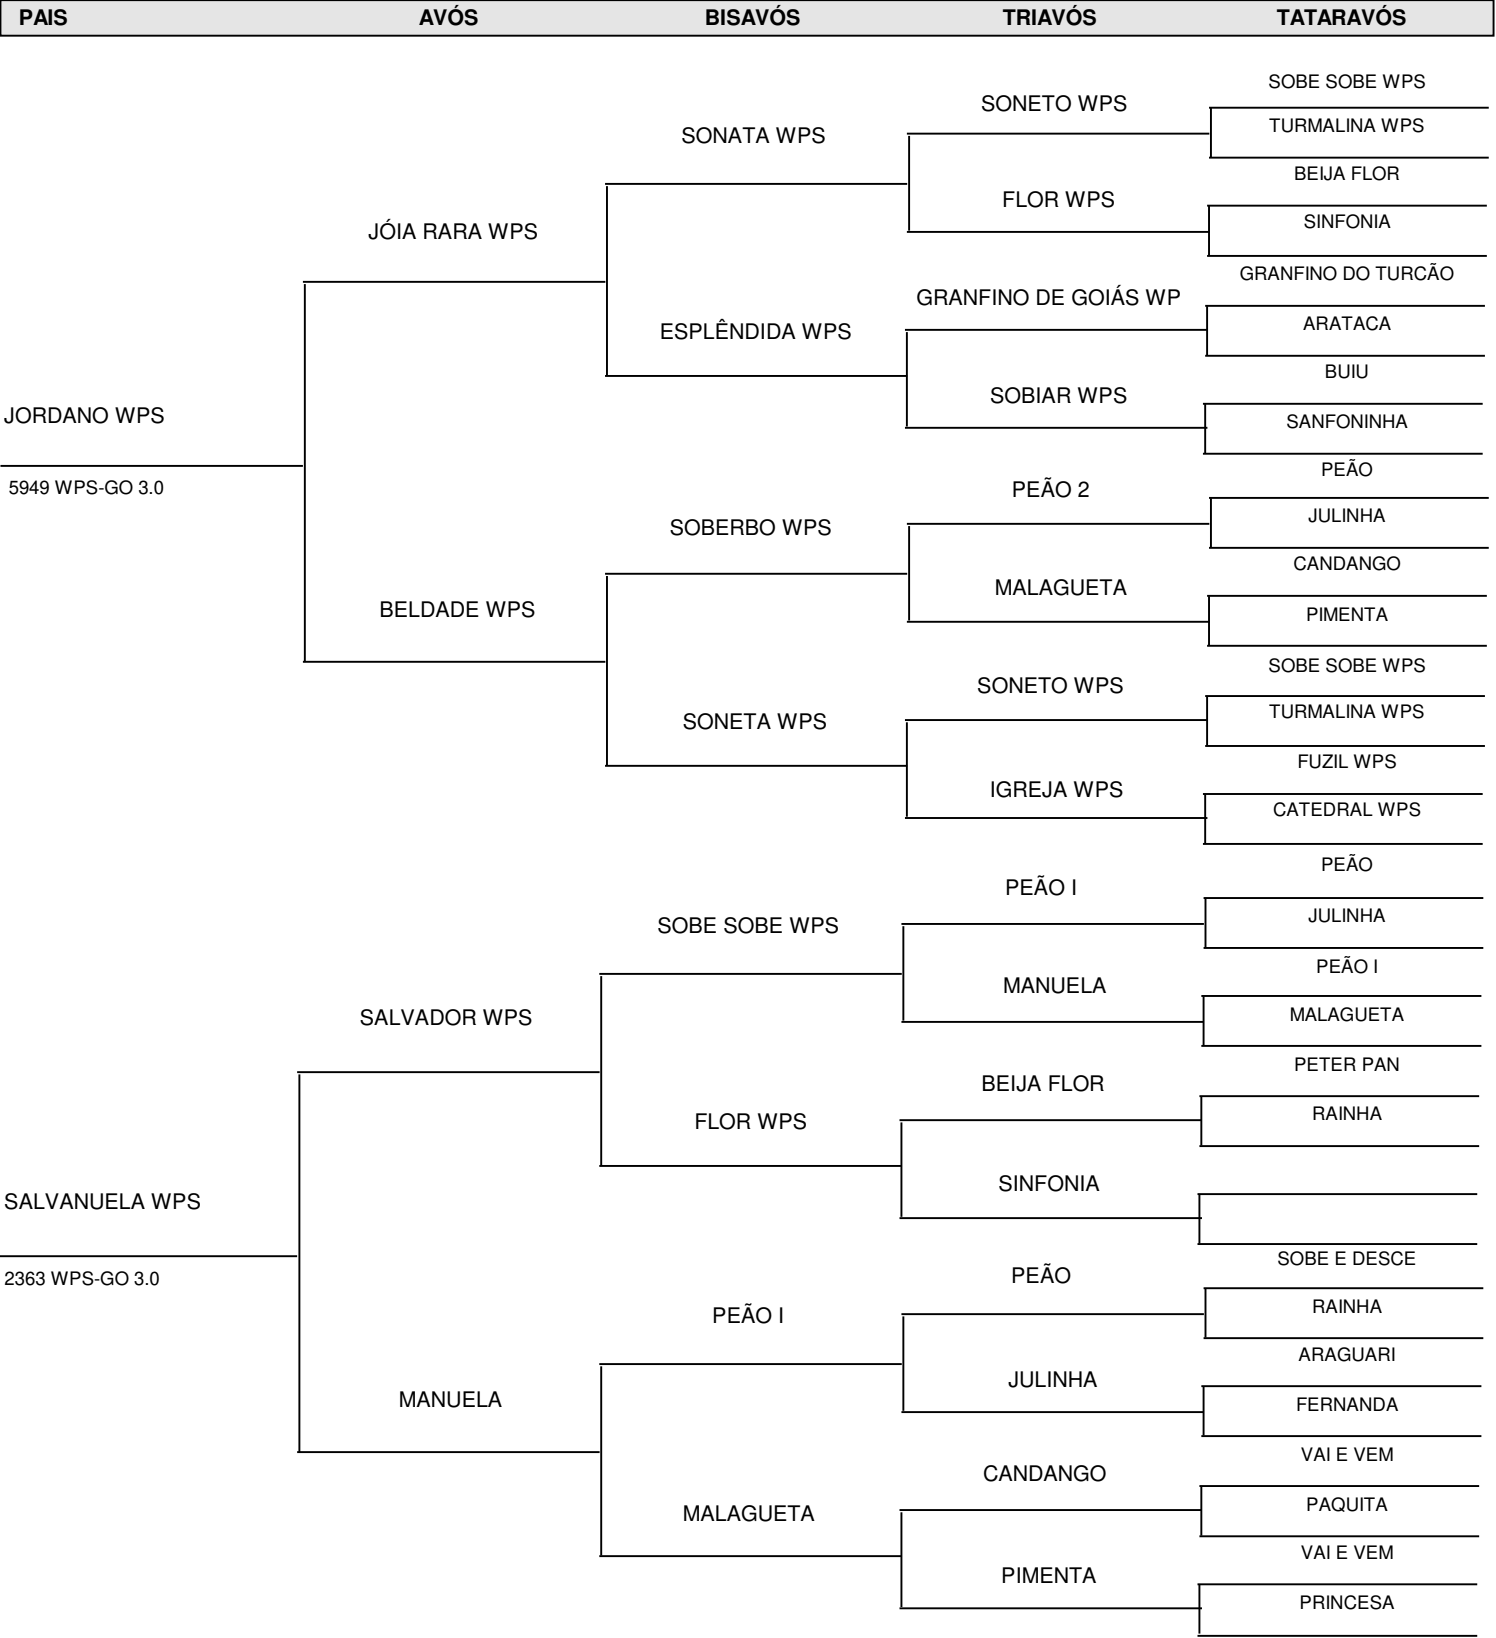 PAIS AVÓS BISAVÓS TRIAVÓS TATARAVÓS
SOBE SOBE WPS
SONETO WPS
TURMALINA WPS
SONATA WPS
BEIJA FLOR
FLOR WPS
SINFONIA
JÓIA RARA WPS
GRANFINO DO TURCÃO
GRANFINO DE GOIÁS WP
ARATACA
ESPLÊNDIDA WPS
BUIU
SOBIAR WPS
SANFONINHA
JORDANO WPS
5949 WPS-GO 3.0
PEÃO
PEÃO 2
JULINHA
SOBERBO WPS
CANDANGO
MALAGUETA
PIMENTA
BELDADE WPS
SOBE SOBE WPS
SONETO WPS
TURMALINA WPS
SONETA WPS
FUZIL WPS
IGREJA WPS
CATEDRAL WPS
PEÃO
PEÃO I
JULINHA
SOBE SOBE WPS
PEÃO I
MANUELA
MALAGUETA
SALVADOR WPS
PETER PAN
BEIJA FLOR
RAINHA
FLOR WPS
SINFONIA
SALVANUELA WPS
2363 WPS-GO 3.0
SOBE E DESCE
PEÃO
RAINHA
PEÃO I
ARAGUARI
JULINHA
FERNANDA
MANUELA
VAI E VEM
CANDANGO
PAQUITA
MALAGUETA
VAI E VEM
PIMENTA
PRINCESA